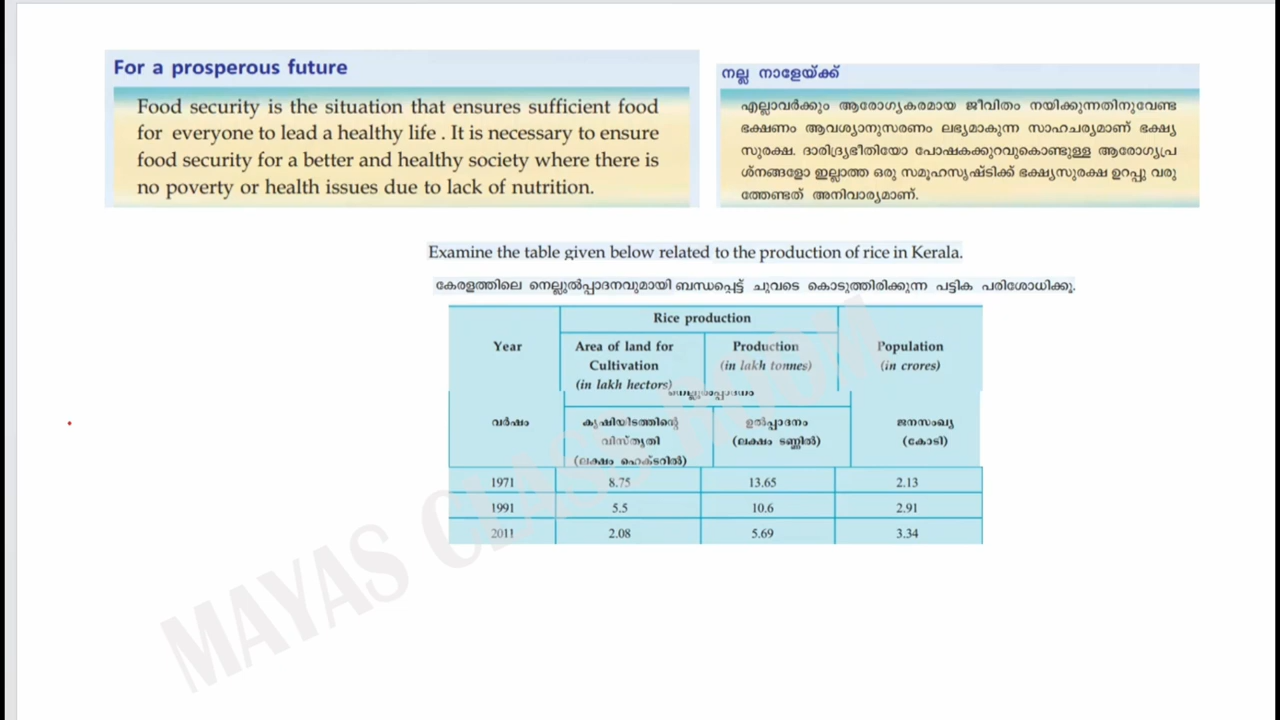 For a prosperous future
Food security is the situation that ensures sufficient food
for everyone to lead a healthy life . It is necessary to ensure
food security for a better and healthy society where there is
no poverty or health issues due to lack of nutrition.
നല്ല നാളേയ്ക്ക്
എല്ലാവർക്കും ആരോഗ്യകരമായ ജീവിതം നയിക്കുന്നതിനുവേണ്ട
ഭക്ഷണം ആവശ്യാനുസരണം ലഭ്യമാകുന്ന സാഹചര്യമാണ് ഭക്ഷ്യ
സുരക്ഷ. ദാരിദ്ര്യഭീതിയോ പോഷകക്കുറവുകൊണ്ടുള്ള ആരോഗ്യപ്ര
ശ്നങ്ങളോ ഇല്ലാത്ത ഒരു സമൂഹസൃഷ്ടിക്ക് ഭക്ഷ്യസുരക്ഷ ഉറപ്പു വരു
ത്തേണ്ടത് അനിവാര്യമാണ്.
Examine the table given below related to the production of rice in Kerala.
കേരളത്തിലെ നെല്ലുൽപ്പാദനവുമായി ബന്ധപ്പെട്ട് ചുവടെ കൊടുത്തിരിക്കുന്ന പട്ടിക പരിശോധിക്കൂ.
Rice production
Year Area of land for Production Population
Cultivation (in lakh tonnes) (in crores)
(in lakh hectors)
നെല്ലുൽപ്പാദനം
വർഷം കൃഷിയിടത്തിന്റെ ഉൽപ്പാദനം ജനസംഖ്യ
വിസ്തൃതി (ലക്ഷം ടണ്ണിൽ) (കോടി)
(ലക്ഷം ഹെക്ടറിൽ)
1971 8.75 13.65 2.13
1991 5.5 10.6 2.91
2011 2.08 5.69 3.34
MAYAS CLASS ROOM